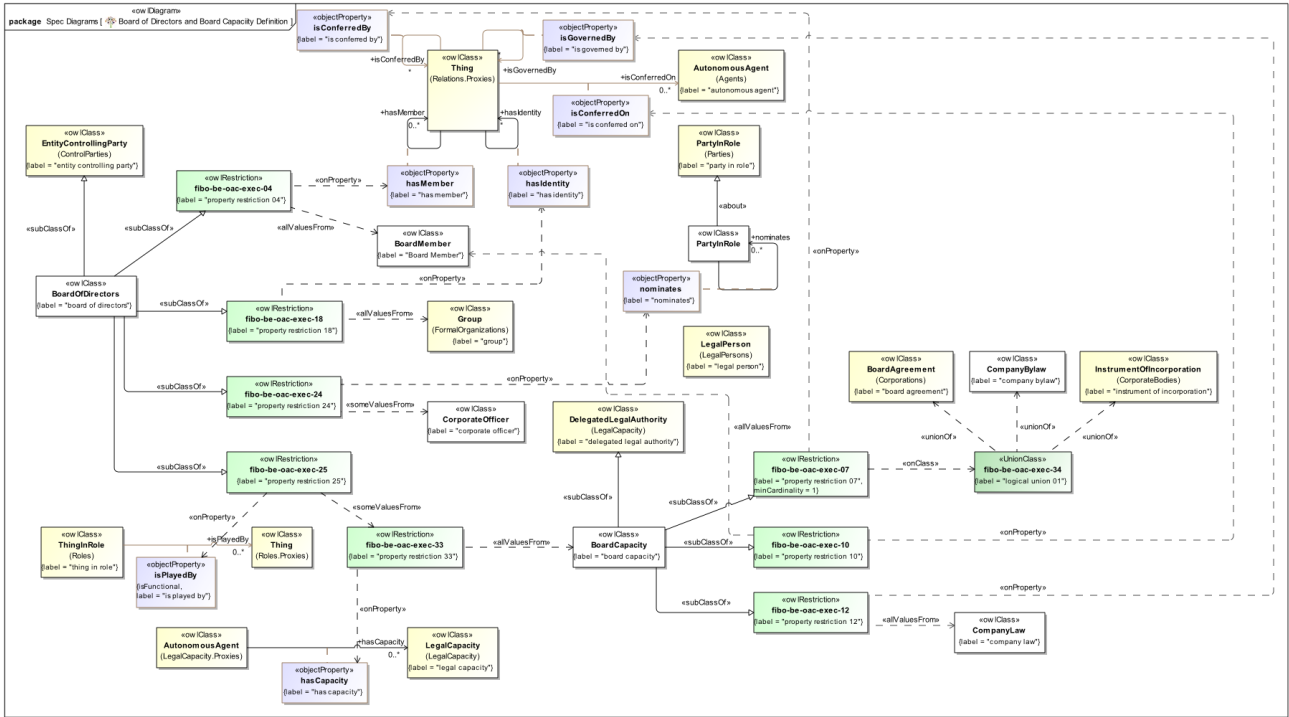 «owlDiagram»
package Spec Diagrams [ Board of Directors and Board Capacity Definition ]
«objectProperty»
isConferredBy
{label = "is conferred by"}
«objectProperty»
isGovernedBy
{label = "is governed by"}
+isConferredBy
*
*
+isGovernedBy
«owlClass»
Thing
(Relations.Proxies)
+isConferredOn
0..*
«owlClass»
AutonomousAgent
(Agents)
{label = "autonomous agent"}
«objectProperty»
isConferredOn
{label = "is conferred on"}
+hasMember
0..*
+hasIdentity
*
«owlClass»
EntityControllingParty
(ControlParties)
{label = "entity controlling party"}
«owlClass»
PartyInRole
(Parties)
{label = "party in role"}
«owlRestriction»
fibo-be-oac-exec-04
{label = "property restriction 04"}
«onProperty»
«objectProperty»
hasMember
{label = "has member"}
«objectProperty»
hasIdentity
{label = "has identity"}
«about»
«subClassOf»
«subClassOf»
«allValuesFrom»
«owlClass»
BoardMember
{label = "Board Member"}
«owlClass»
PartyInRole
+nominates
0..*
«onProperty»
«owlClass»
BoardOfDirectors
{label = "board of directors"}
«onProperty»
«objectProperty»
nominates
{label = "nominates"}
«subClassOf»
«owlRestriction»
fibo-be-oac-exec-18
{label = "property restriction 18"}
«allValuesFrom»
«owlClass»
Group
(FormalOrganizations)
{label = "group"}
«owlClass»
LegalPerson
(LegalPersons)
{label = "legal person"}
«owlClass»
BoardAgreement
(Corporations)
{label = "board agreement"}
«owlClass»
CompanyBylaw
{label = "company bylaw"}
«owlClass»
InstrumentOfIncorporation
(CorporateBodies)
{label = "instrument of incorporation"}
«subClassOf»
«owlRestriction»
fibo-be-oac-exec-24
{label = "property restriction 24"}
«onProperty»
«someValuesFrom»
«owlClass»
CorporateOfficer
{label = "corporate officer"}
«owlClass»
DelegatedLegalAuthority
(LegalCapacity)
{label = "delegated legal authority"}
«allValuesFrom»
«unionOf»
«unionOf»
«unionOf»
«subClassOf»
«owlRestriction»
fibo-be-oac-exec-25
{label = "property restriction 25"}
«owlRestriction»
fibo-be-oac-exec-07
{label = "property restriction 07",
minCardinality = 1}
«onClass»
«UnionClass»
fibo-be-oac-exec-34
{label = "logical union 01"}
«subClassOf»
«subClassOf»
«onProperty»
«someValuesFrom»
«owlClass»
ThingInRole
(Roles)
{label = "thing in role"}
+isPlayedBy
0..*
«owlClass»
Thing
(Roles.Proxies)
«owlRestriction»
fibo-be-oac-exec-33
{label = "property restriction 33"}
«allValuesFrom»
«owlClass»
BoardCapacity
{label = "board capacity"}
«subClassOf»
«owlRestriction»
fibo-be-oac-exec-10
{label = "property restriction 10"}
«onProperty»
«objectProperty»
isPlayedBy
{isFunctional,
label = "is played by"}
«onProperty»
«subClassOf»
«owlRestriction»
fibo-be-oac-exec-12
{label = "property restriction 12"}
«onProperty»
«allValuesFrom»
«owlClass»
CompanyLaw
{label = "company law"}
«owlClass»
AutonomousAgent
(LegalCapacity.Proxies)
+hasCapacity
0..*
«owlClass»
LegalCapacity
(LegalCapacity)
{label = "legal capacity"}
«objectProperty»
hasCapacity
{label = "has capacity"}